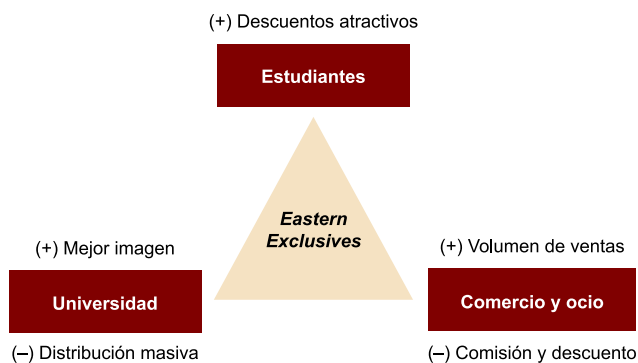 (+) Descuentos atractivos
Estudiantes
Eastern
Exclusives
(+) Mejor imagen
Universidad
(–) Distribución masiva
(+) Volumen de ventas
Comercio y ocio
(–) Comisión y descuento